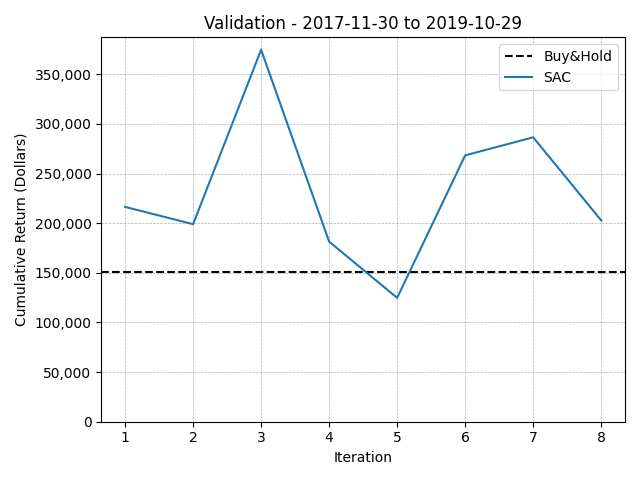 Validation - 2017-11-30 to 2019-10-29
Buy&Hold
SAC
Cumulative Return (Dollars)
350,000
300,000
250,000
200,000
150,000
100,000
50,000
0
1 2 3 4 5 6 7 8
Iteration